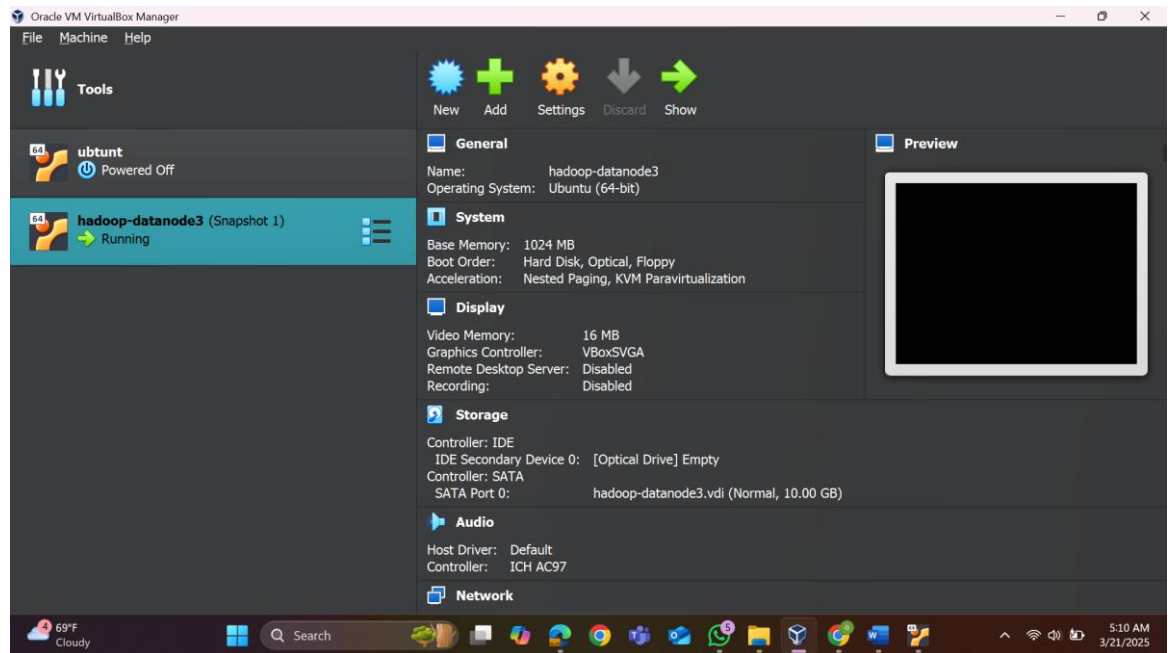 Oracle VM VirtualBox Manager
File Machine Help
Tools
New Add Settings Discard Show
64 ubtunt
Powered Off
64 hadoop-datanode3 (Snapshot 1)
Running
General
Name: hadoop-datanode3
Operating System: Ubuntu (64-bit)
System
Base Memory: 1024 MB
Boot Order: Hard Disk, Optical, Floppy
Acceleration: Nested Paging, KVM Paravirtualization
Display
Video Memory: 16 MB
Graphics Controller: VBoxSVGA
Remote Desktop Server: Disabled
Recording: Disabled
Storage
Controller: IDE
IDE Secondary Device 0: [Optical Drive] Empty
Controller: SATA
SATA Port 0: hadoop-datanode3.vdi (Normal, 10.00 GB)
Audio
Host Driver: Default
Controller: ICH AC97
Network
Preview
4 69°F
Cloudy
Search
5
5:10 AM
3/21/2025